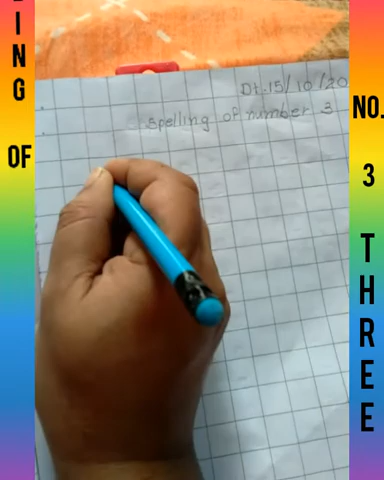 ING
OF
Dt.15/10/20
Spelling of number 3
NO.
3
THREE